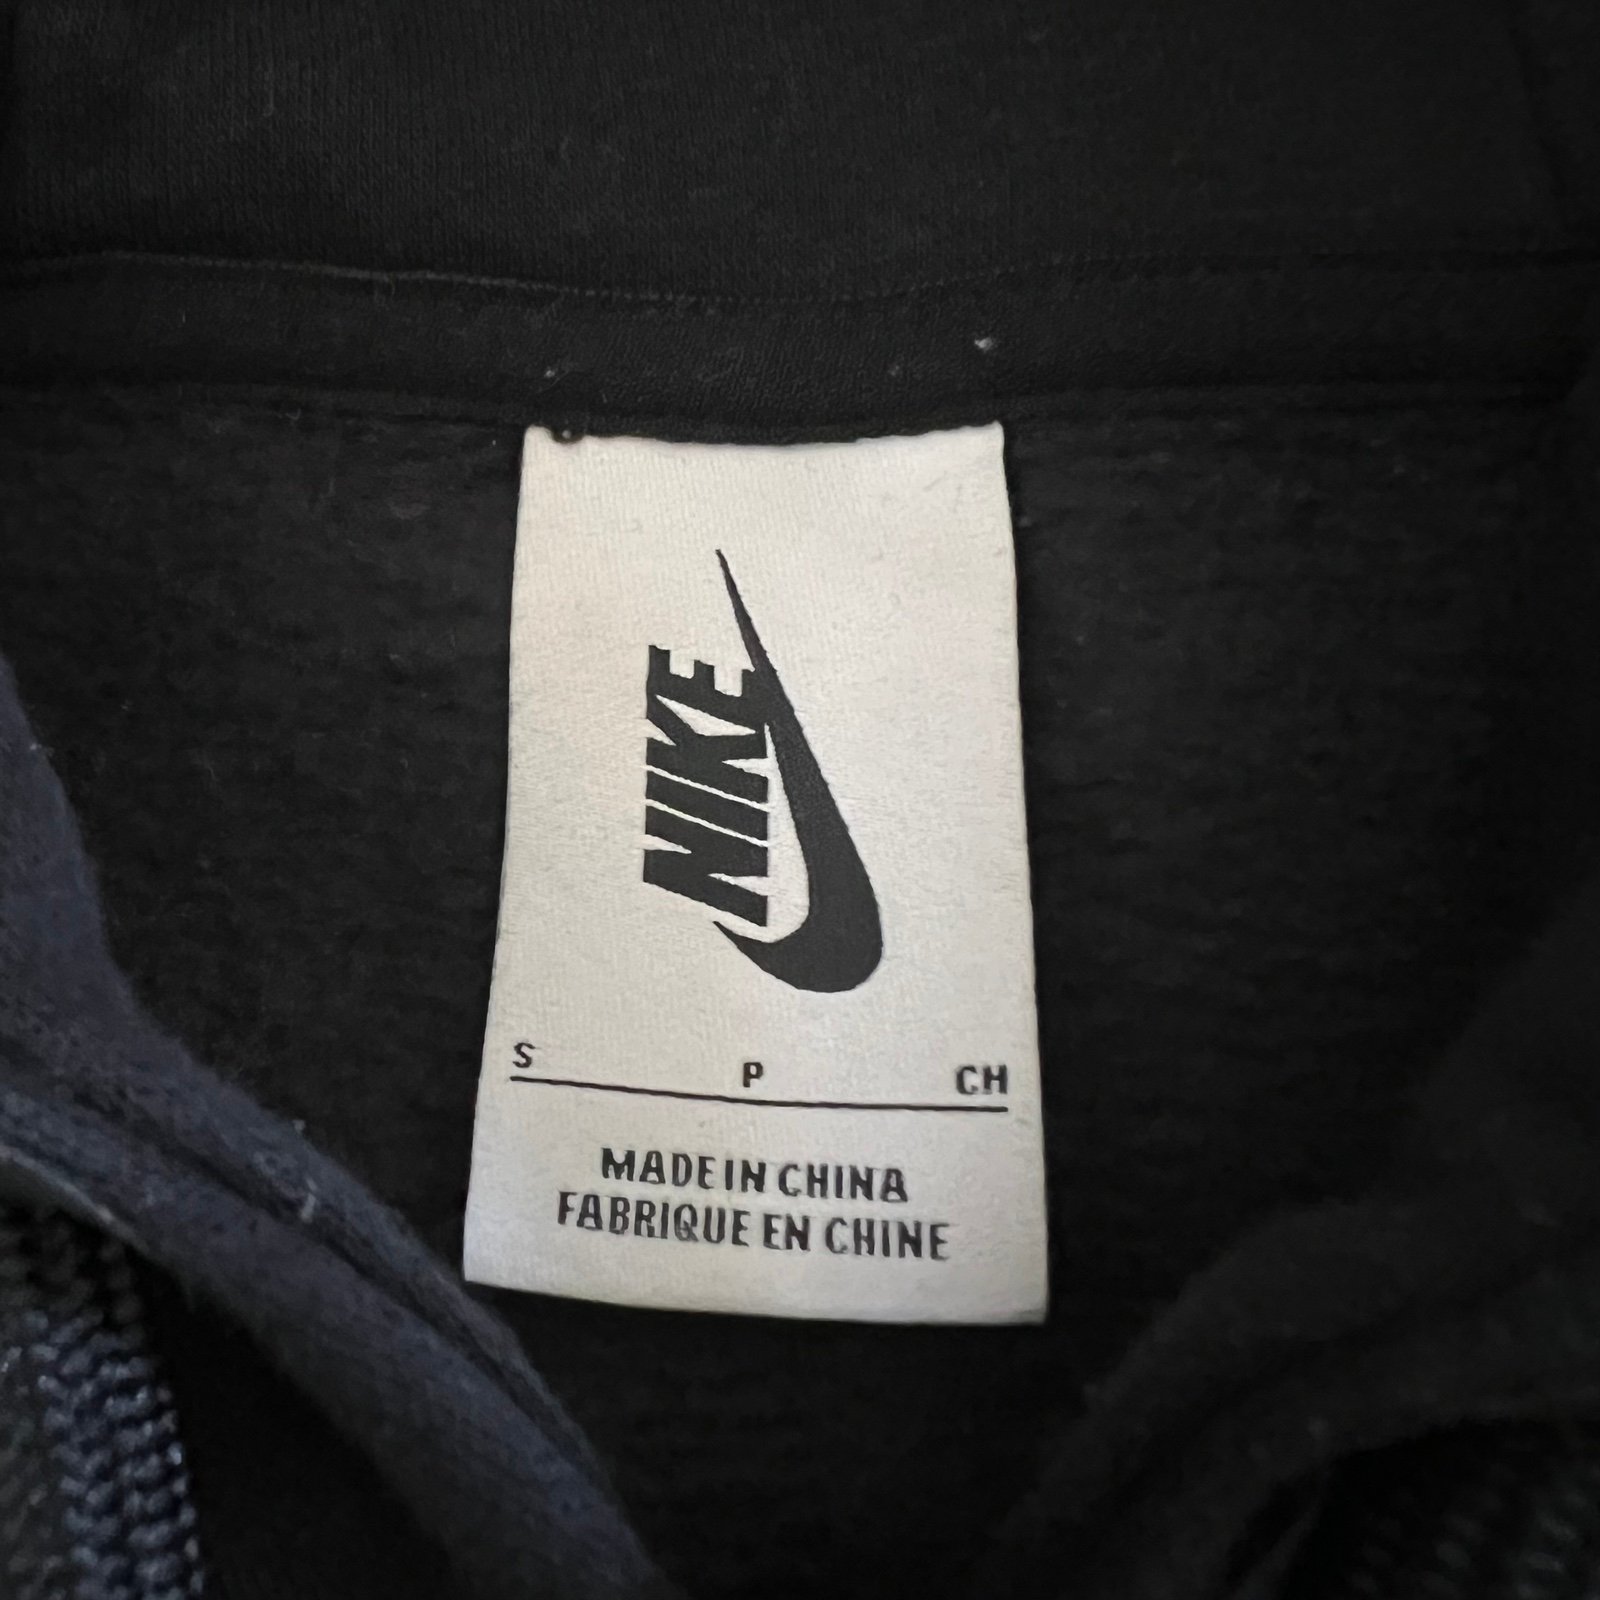 NIKE
S P CH
MADE IN CHINA
FABRIQUE EN CHINE